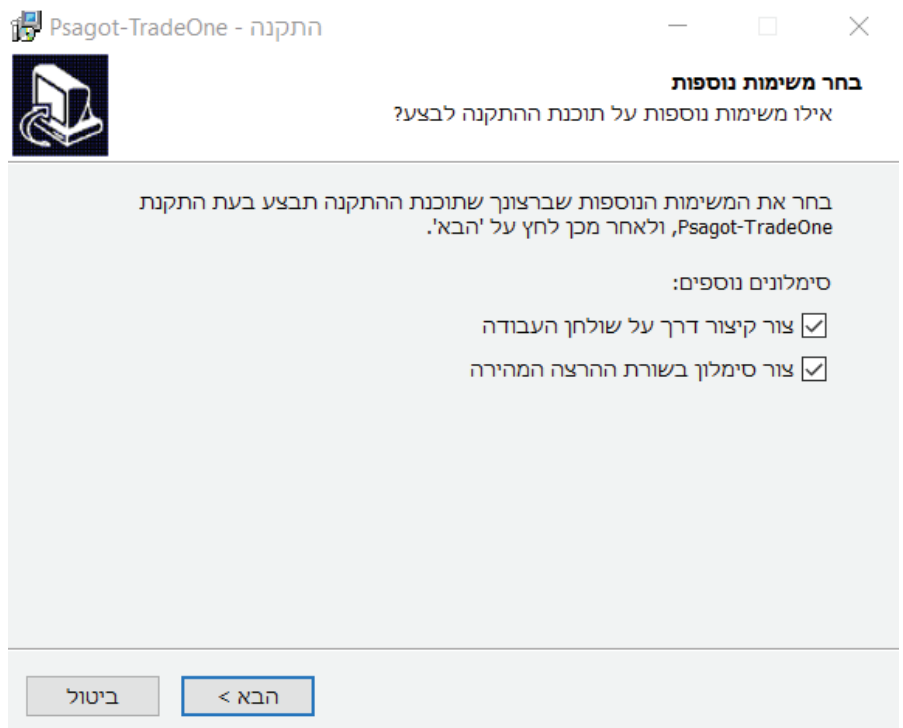 התקנה - Psagot-TradeOne
בחר משימות נוספות
אילו משימות נוספות על תוכנת ההתקנה לבצע?
בחר את המשימות הנוספות שברצונך שתוכנת ההתקנה תבצע בעת התקנת
Psagot-TradeOne, ולאחר מכן לחץ על 'הבא'.
סימלונים נוספים:
צור קיצור דרך על שולחן העבודה
צור סימלון בשורת ההרצה המהירה
הבא >
ביטול